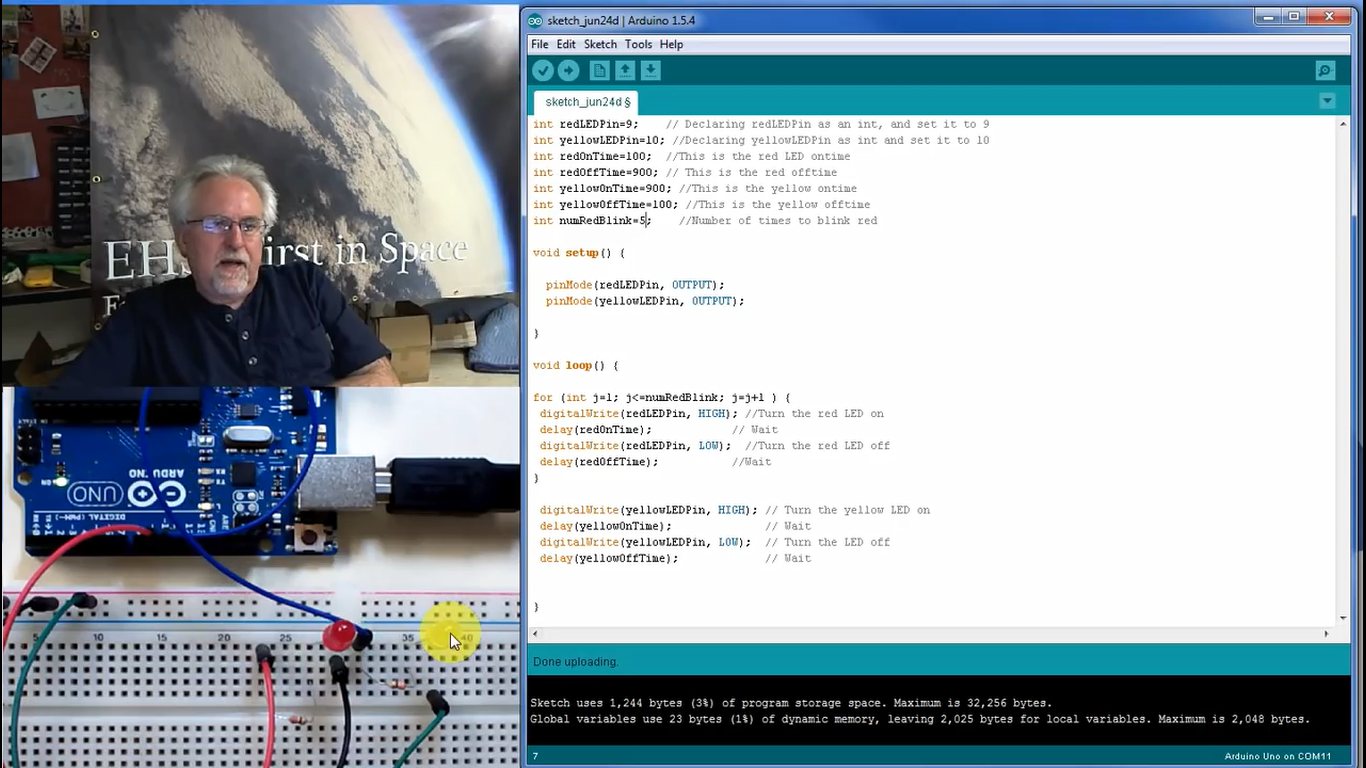 EHS First in Space
UNO
ARDUINO
DIGITAL (PWM~)
5
10
20
25
35
40
sketch_jun24d | Arduino 1.5.4
File Edit Sketch Tools Help
sketch_jun24d §
int redLEDPin=9; // Declaring redLEDPin as an int, and set it to 9
int yellowLEDPin=10; //Declaring yellowLEDPin as int and set it to 10
int redOnTime=100; //This is the red LED ontime
int redOffTime=900; // This is the red offtime
int yellowOnTime=900; //This is the yellow ontime
int yellowOffTime=100; //This is the yellow offtime
int numRedBlink=5; //Number of times to blink red
void setup() {
pinMode(redLEDPin, OUTPUT);
pinMode(yellowLEDPin, OUTPUT);
}
void loop() {
for (int j=1; j<=numRedBlink; j=j+1 ) {
digitalWrite(redLEDPin, HIGH); //Turn the red LED on
delay(redOnTime); // Wait
digitalWrite(redLEDPin, LOW); //Turn the red LED off
delay(redOffTime); //Wait
}
digitalWrite(yellowLEDPin, HIGH); // Turn the yellow LED on
delay(yellowOnTime); // Wait
digitalWrite(yellowLEDPin, LOW); // Turn the LED off
delay(yellowOffTime); // Wait
}
Done uploading.
Sketch uses 1,244 bytes (3%) of program storage space. Maximum is 32,256 bytes.
Global variables use 23 bytes (1%) of dynamic memory, leaving 2,025 bytes for local variables. Maximum is 2,048 bytes.
7
Arduino Uno on COM11